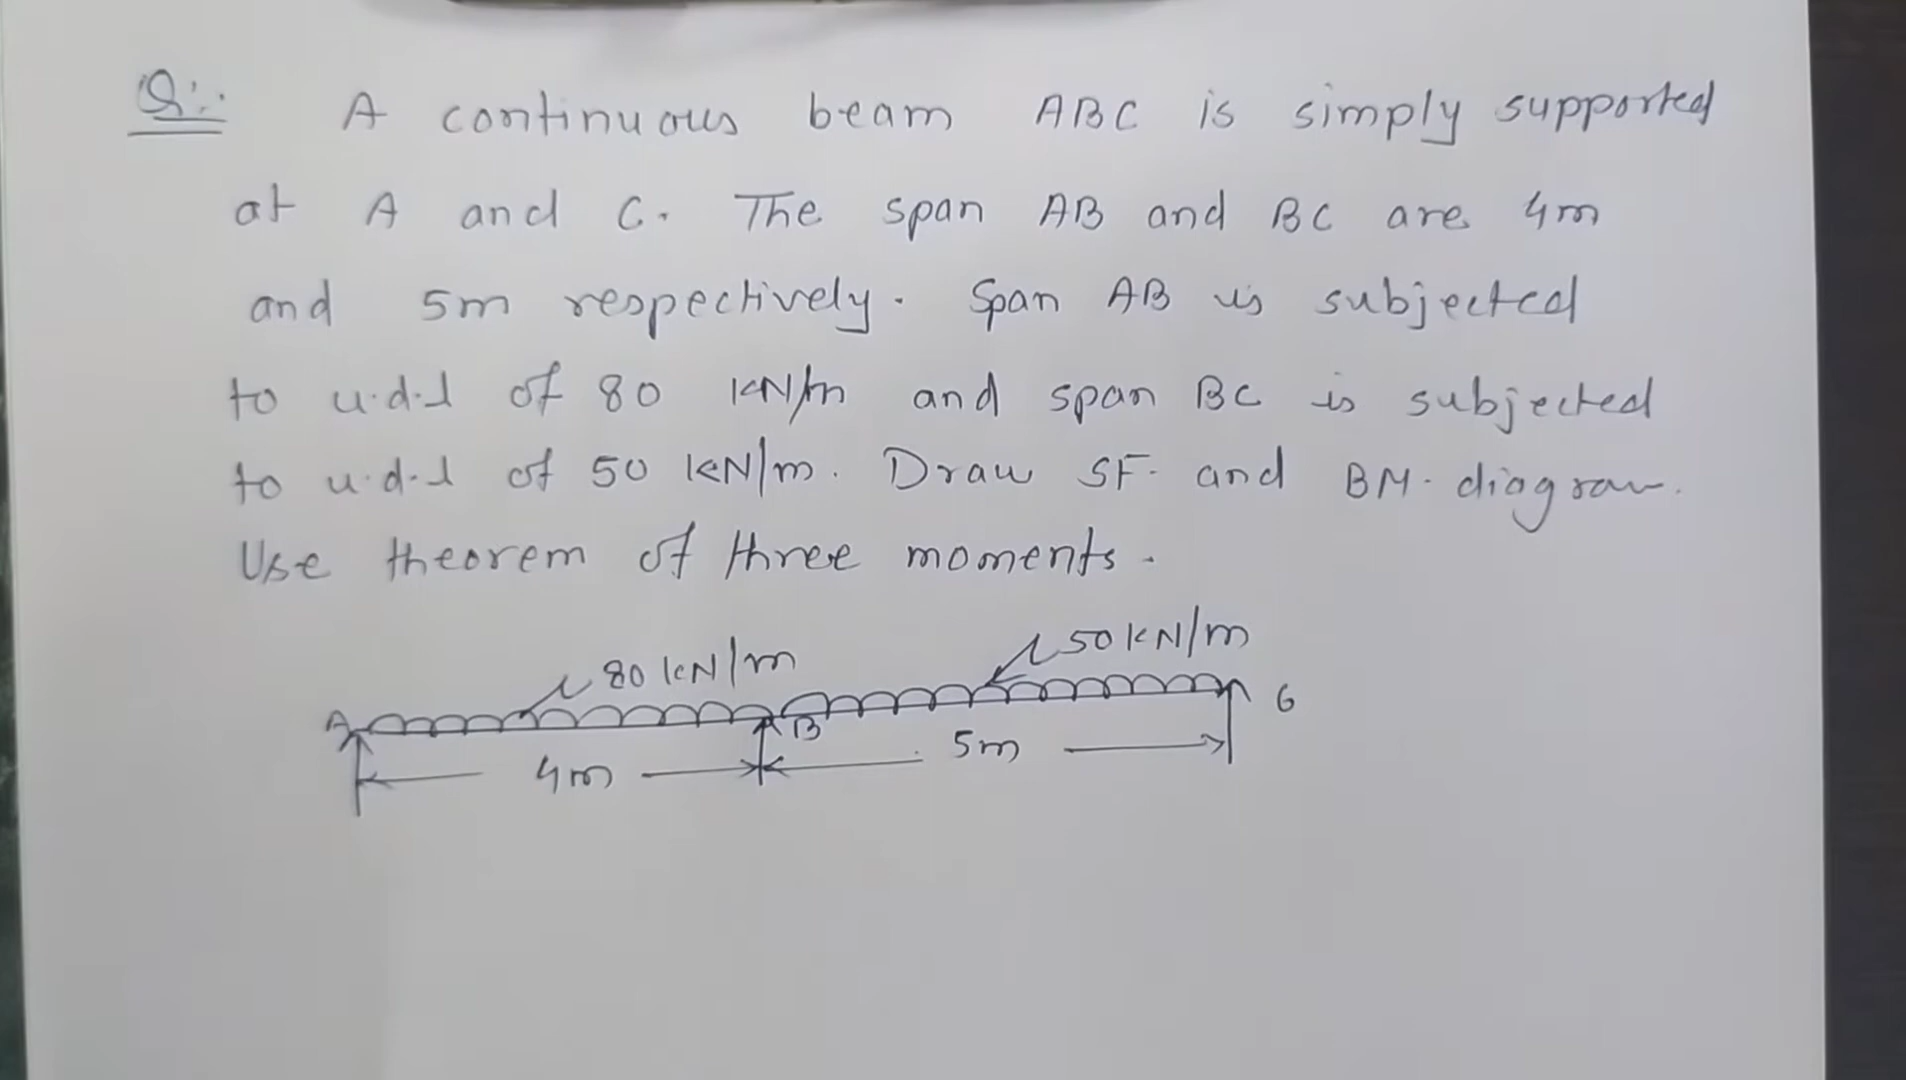 Q:-
A continuous beam ABC is simply supported
at A and C. The span AB and BC are 4m
and 5m respectively. Span AB is subjected
to u.d.l of 80 kN/m and span BC is subjected
to u.d.l of 50 kN/m. Draw SF. and BM. diagram.
Use theorem of three moments.
80 kN/m 50 kN/m
A B C
4m 5m